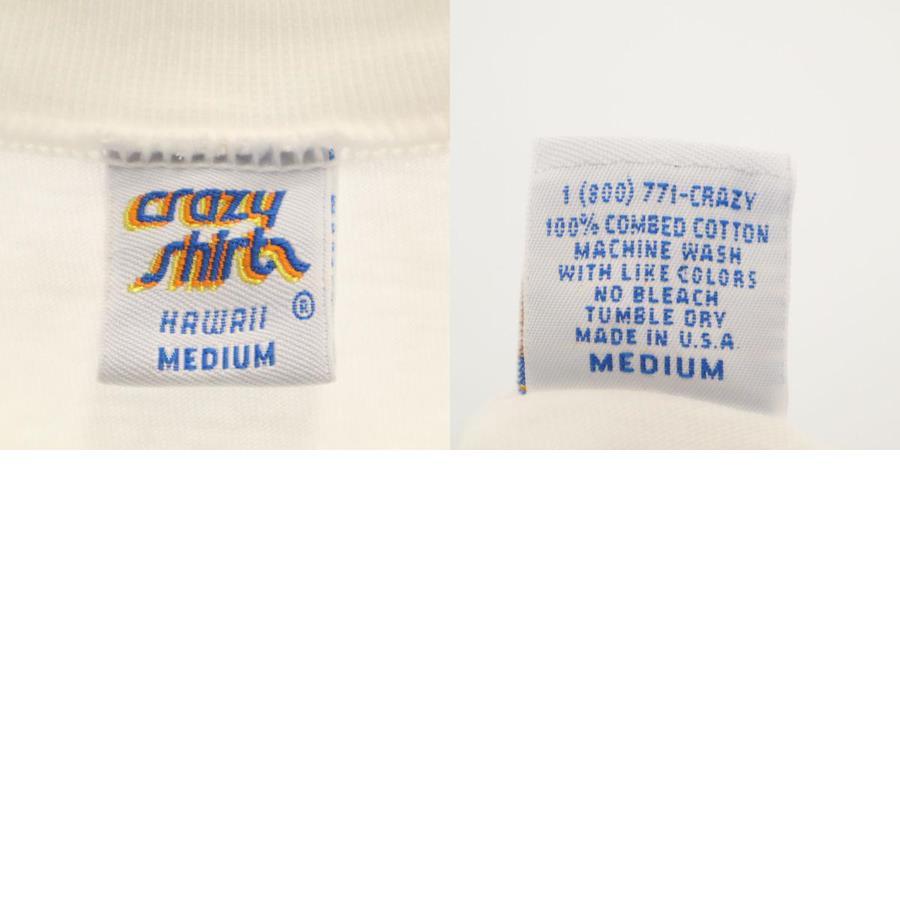 crazy
shirts
®
HAWAII
MEDIUM
1 (800) 771-CRAZY
100% COMBED COTTON
MACHINE WASH
WITH LIKE COLORS
NO BLEACH
TUMBLE DRY
MADE IN U.S.A.
MEDIUM